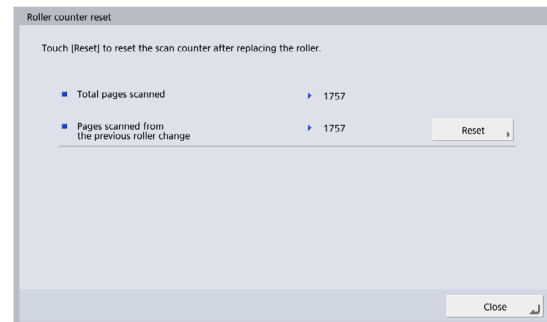 Roller counter reset
Touch [Reset] to reset the scan counter after replacing the roller.
Total pages scanned 1757
Pages scanned from
the previous roller change 1757 Reset
Close